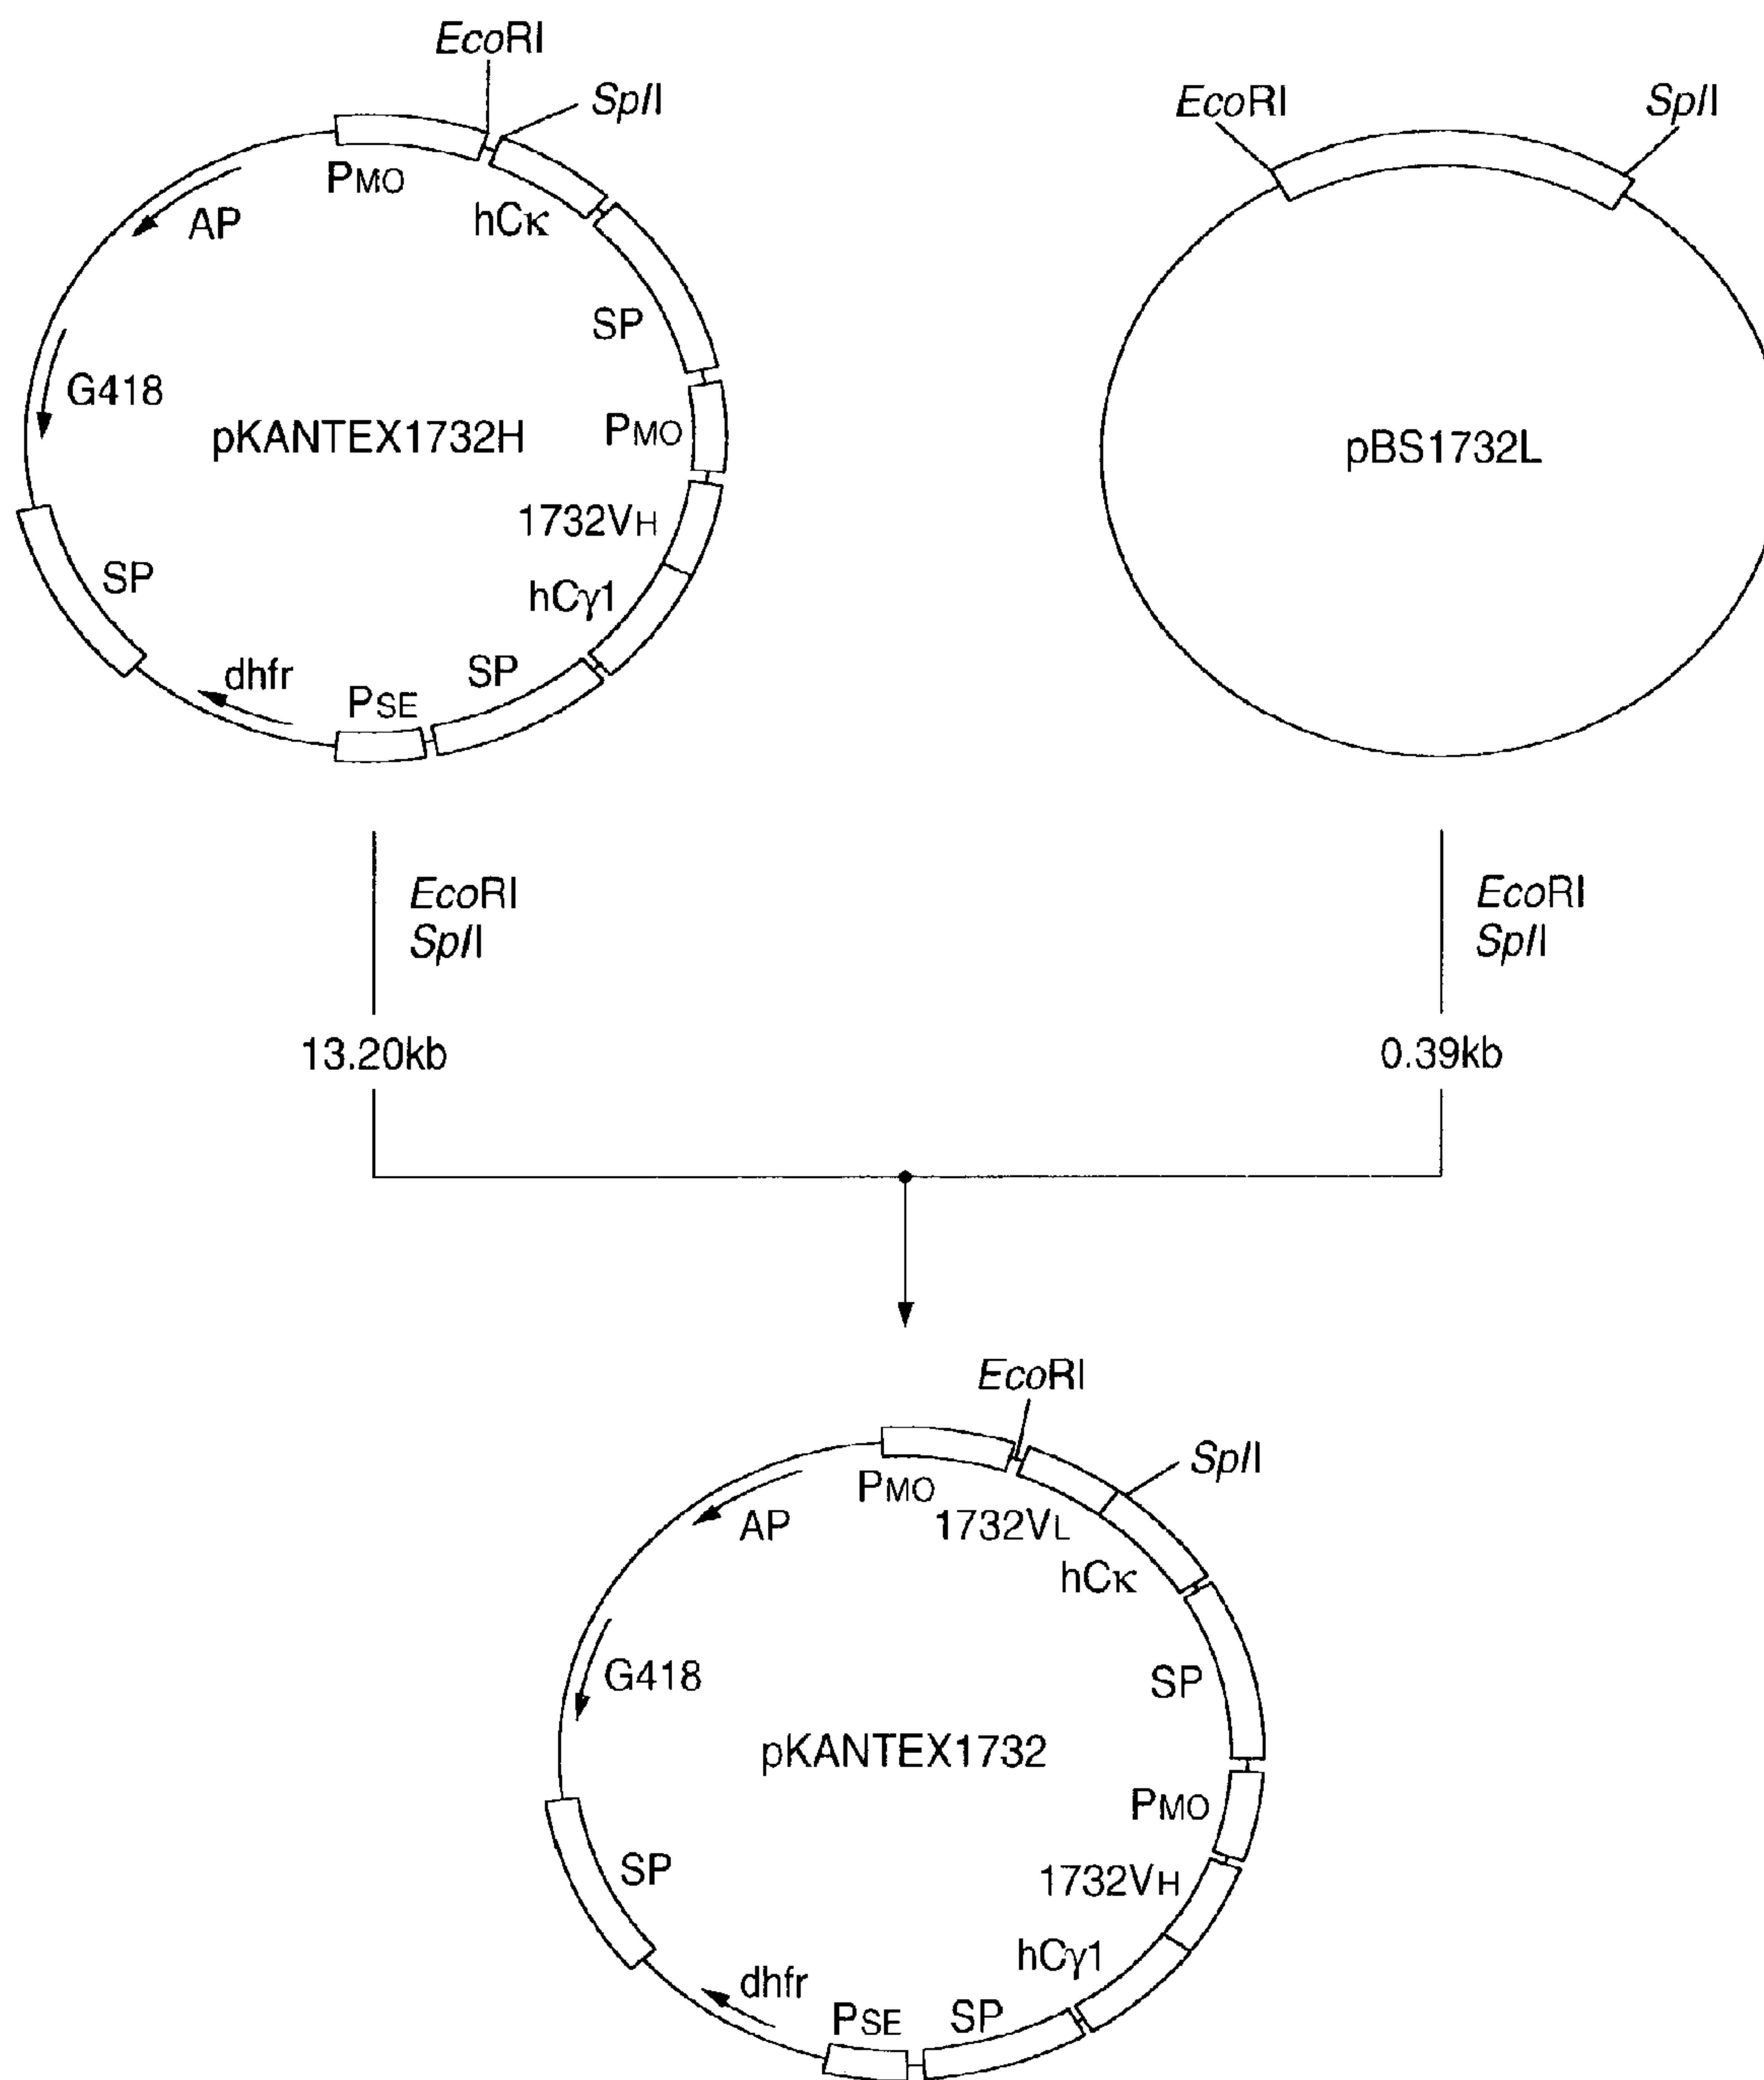 EcoRI
SplI
PMO
hCκ
AP
SP
G418
pKANTEX1732H
PMO
1732VH
hCγ1
SP
SP
dhfr
PSE
EcoRI
SplI
pBS1732L
EcoRI
SplI
13.20kb
EcoRI
SplI
0.39kb
EcoRI
SplI
PMO
1732VL
AP
hCκ
G418
SP
pKANTEX1732
PMO
SP
1732VH
hCγ1
dhfr
PSE
SP